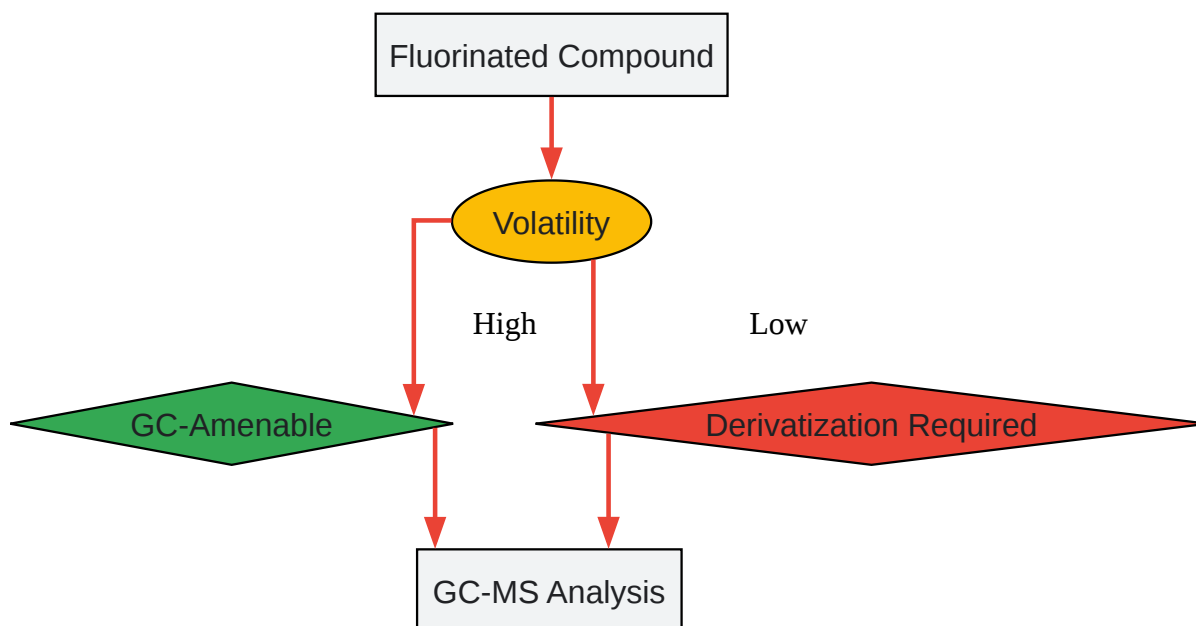 Fluorinated Compound
Volatility
High
Low
GC-Amenable
Derivatization Required
GC-MS Analysis